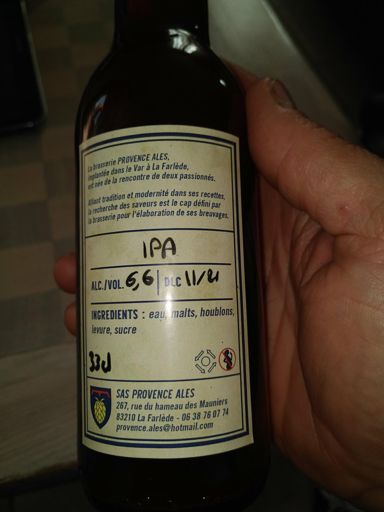 La brasserie PROVENCE ALES,
implantée dans le Var à La Farlède,
est née de la rencontre de deux passionnés.
Alliant tradition et modernité dans ses recettes,
la recherche des saveurs est le cap défini par
la brasserie pour l'élaboration de ses breuvages.
IPA
ALC./VOL. 6,6 DLC 11/21
INGREDIENTS : eau, malts, houblons,
levure, sucre
33cl
SAS PROVENCE ALES
267, rue du hameau des Mauniers
83210 La Farlède - 06 38 76 07 74
provence.ales@hotmail.com